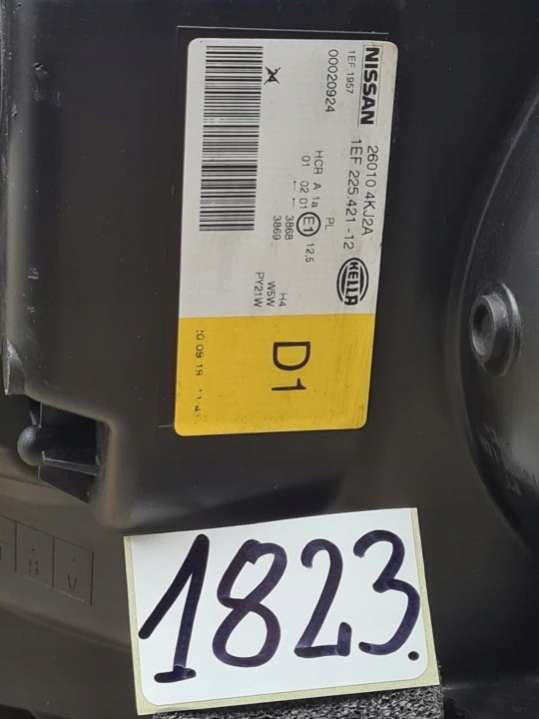 NISSAN 26010 4KJ2A
1EF 1957 1EF 225.421-12
HELLA
00020924
PL
HCR A 1a E1 12,5
01 02 01
3868
3869
H4
W5W
PY21W
D1
1823.